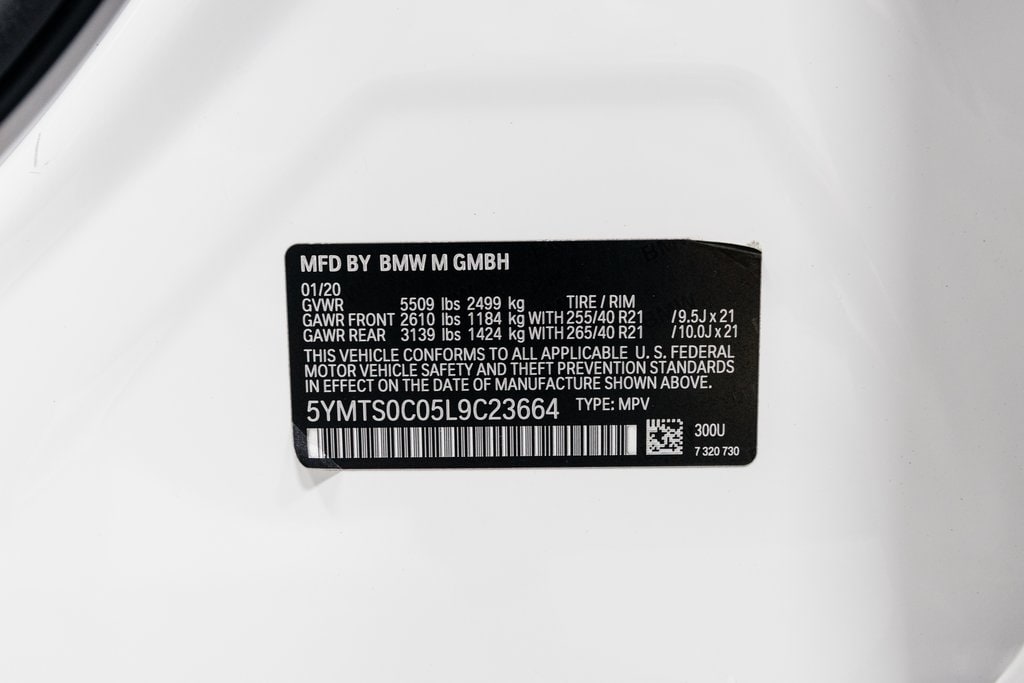 MFD BY BMW M GMBH
01/20
GVWR 5509 lbs 2499 kg TIRE / RIM
GAWR FRONT 2610 lbs 1184 kg WITH 255/40 R21 / 9.5J x 21
GAWR REAR 3139 lbs 1424 kg WITH 265/40 R21 / 10.0J x 21
THIS VEHICLE CONFORMS TO ALL APPLICABLE U. S. FEDERAL
MOTOR VEHICLE SAFETY AND THEFT PREVENTION STANDARDS
IN EFFECT ON THE DATE OF MANUFACTURE SHOWN ABOVE.
5YMTS0C05L9C23664 TYPE: MPV
300U
7 320 730